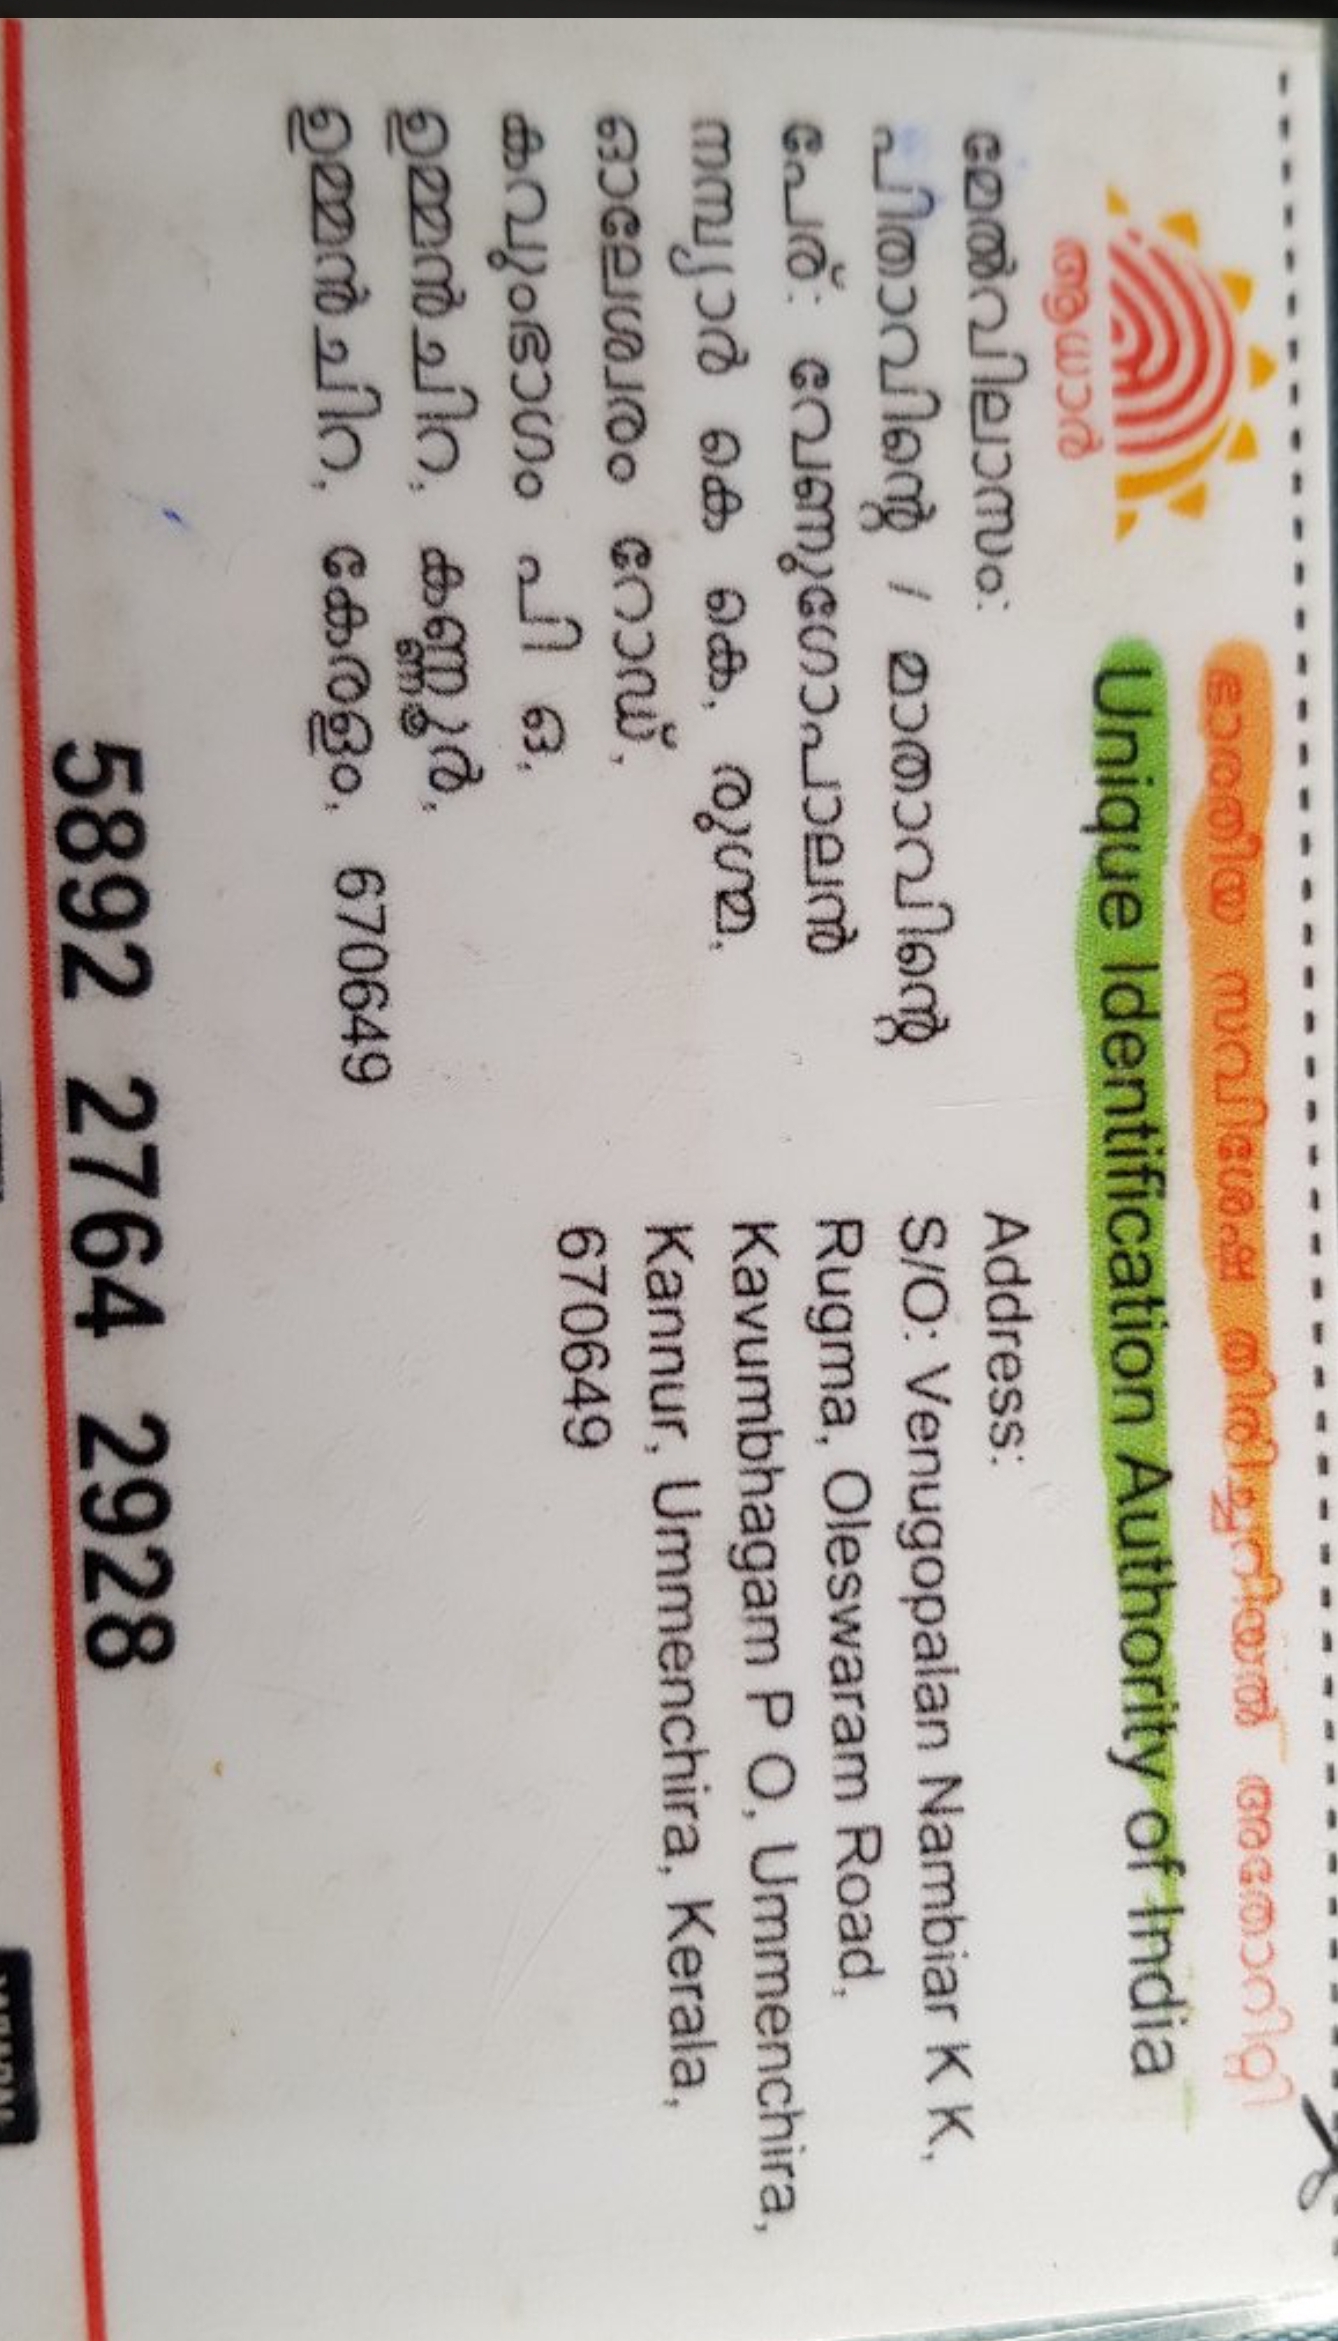 ഭാരതീയ സവിശേഷ തിരിച്ചറിയൽ അതോറിറ്റി
Unique Identification Authority of India
ആധാർ
മേൽവിലാസം:
പിതാവിന്റെ / മാതാവിന്റെ
പേര്: വേണുഗോപാലൻ
നമ്പ്യാർ കെ കെ, രുഗ്മ,
ഓലേശ്വരം റോഡ്,
കവുംഭാഗം പി ഒ,
ഉമ്മൻചിറ, കണ്ണൂർ,
ഉമ്മൻചിറ, കേരളം, 670649
Address:
S/O: Venugopalan Nambiar K K,
Rugma, Oleswaram Road,
Kavumbhagam P O, Ummenchira,
Kannur, Ummenchira, Kerala,
670649
5892 2764 2928